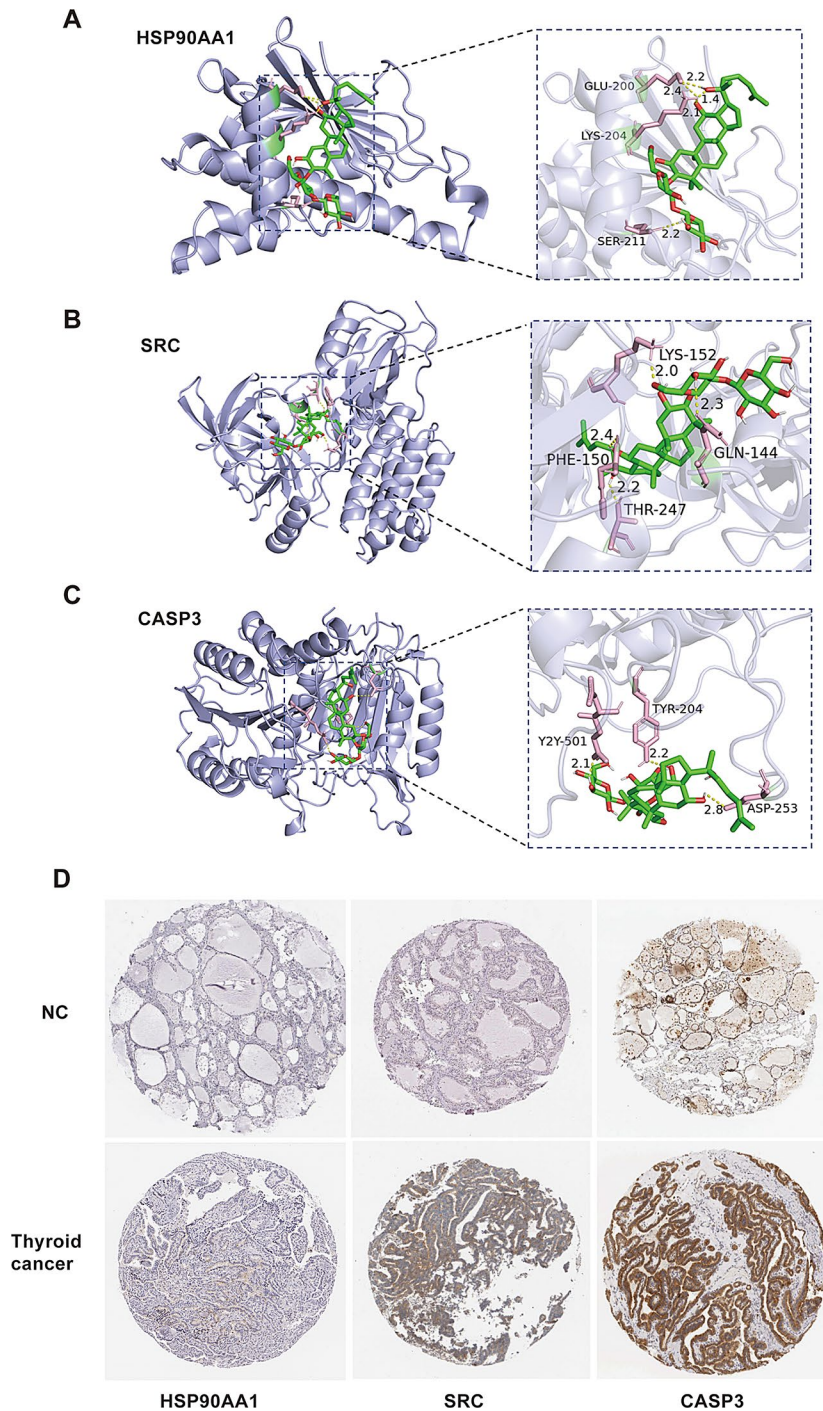 A
HSP90AA1
GLU-200
2.2
2.4
1.4
2.1
LYS-204
SER-211
2.2
B
SRC
LYS-152
2.0
2.3
2.4
PHE-150
GLN-144
2.2
THR-247
C
CASP3
TYR-204
Y2Y-501
2.1
2.2
2.8
ASP-253
D
NC
Thyroid
cancer
HSP90AA1
SRC
CASP3